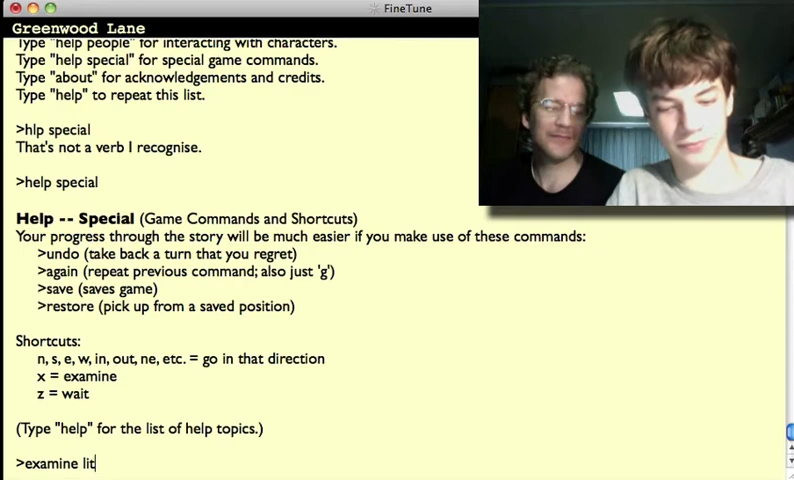 FineTune
Greenwood Lane
Type "help people" for interacting with characters.
Type "help special" for special game commands.
Type "about" for acknowledgements and credits.
Type "help" to repeat this list.
>hlp special
That's not a verb I recognise.
>help special
Help -- Special (Game Commands and Shortcuts)
Your progress through the story will be much easier if you make use of these commands:
>undo (take back a turn that you regret)
>again (repeat previous command; also just 'g')
>save (saves game)
>restore (pick up from a saved position)
Shortcuts:
n, s, e, w, in, out, ne, etc. = go in that direction
x = examine
z = wait
(Type "help" for the list of help topics.)
>examine lit